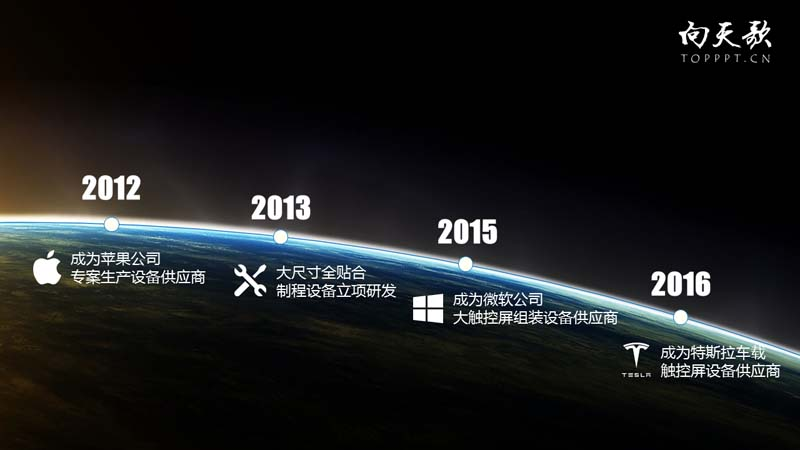 向天歌
TOPPPT.CN
2012
成为苹果公司
专案生产设备供应商
2013
大尺寸全贴合
制程设备立项研发
2015
成为微软公司
大触控屏组装设备供应商
2016
TESLA
成为特斯拉车载
触控屏设备供应商